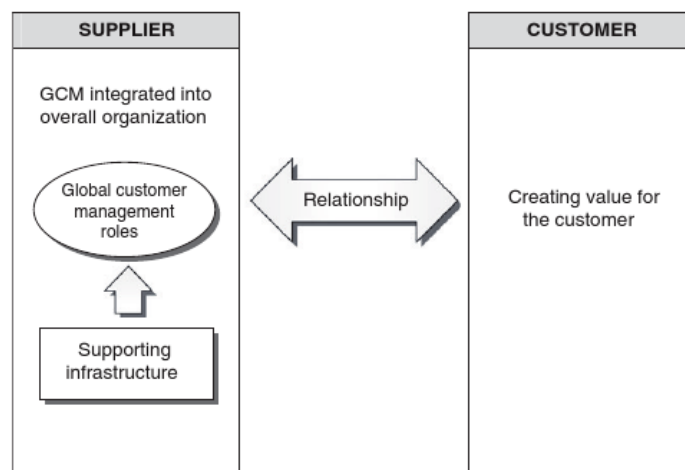 SUPPLIER
GCM integrated into
overall organization
Global customer
management
roles
Supporting
infrastructure
Relationship
CUSTOMER
Creating value for
the customer